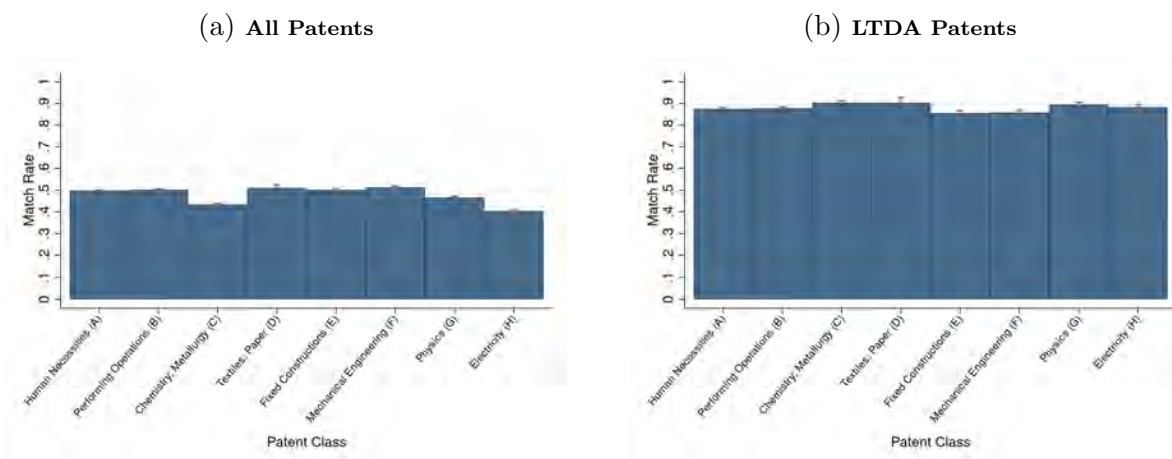 (a) All Patents
Match Rate
1
.9
.8
.7
.6
.5
.4
.3
.2
.1
0
Human Necessities (A)
Performing Operations (B)
Chemistry; Metallurgy (C)
Textiles; Paper (D)
Fixed Constructions (E)
Mechanical Engineering (F)
Physics (G)
Electricity (H)
Patent Class
(b) LTDA Patents
Match Rate
1
.9
.8
.7
.6
.5
.4
.3
.2
.1
0
Human Necessities (A)
Performing Operations (B)
Chemistry; Metallurgy (C)
Textiles; Paper (D)
Fixed Constructions (E)
Mechanical Engineering (F)
Physics (G)
Electricity (H)
Patent Class